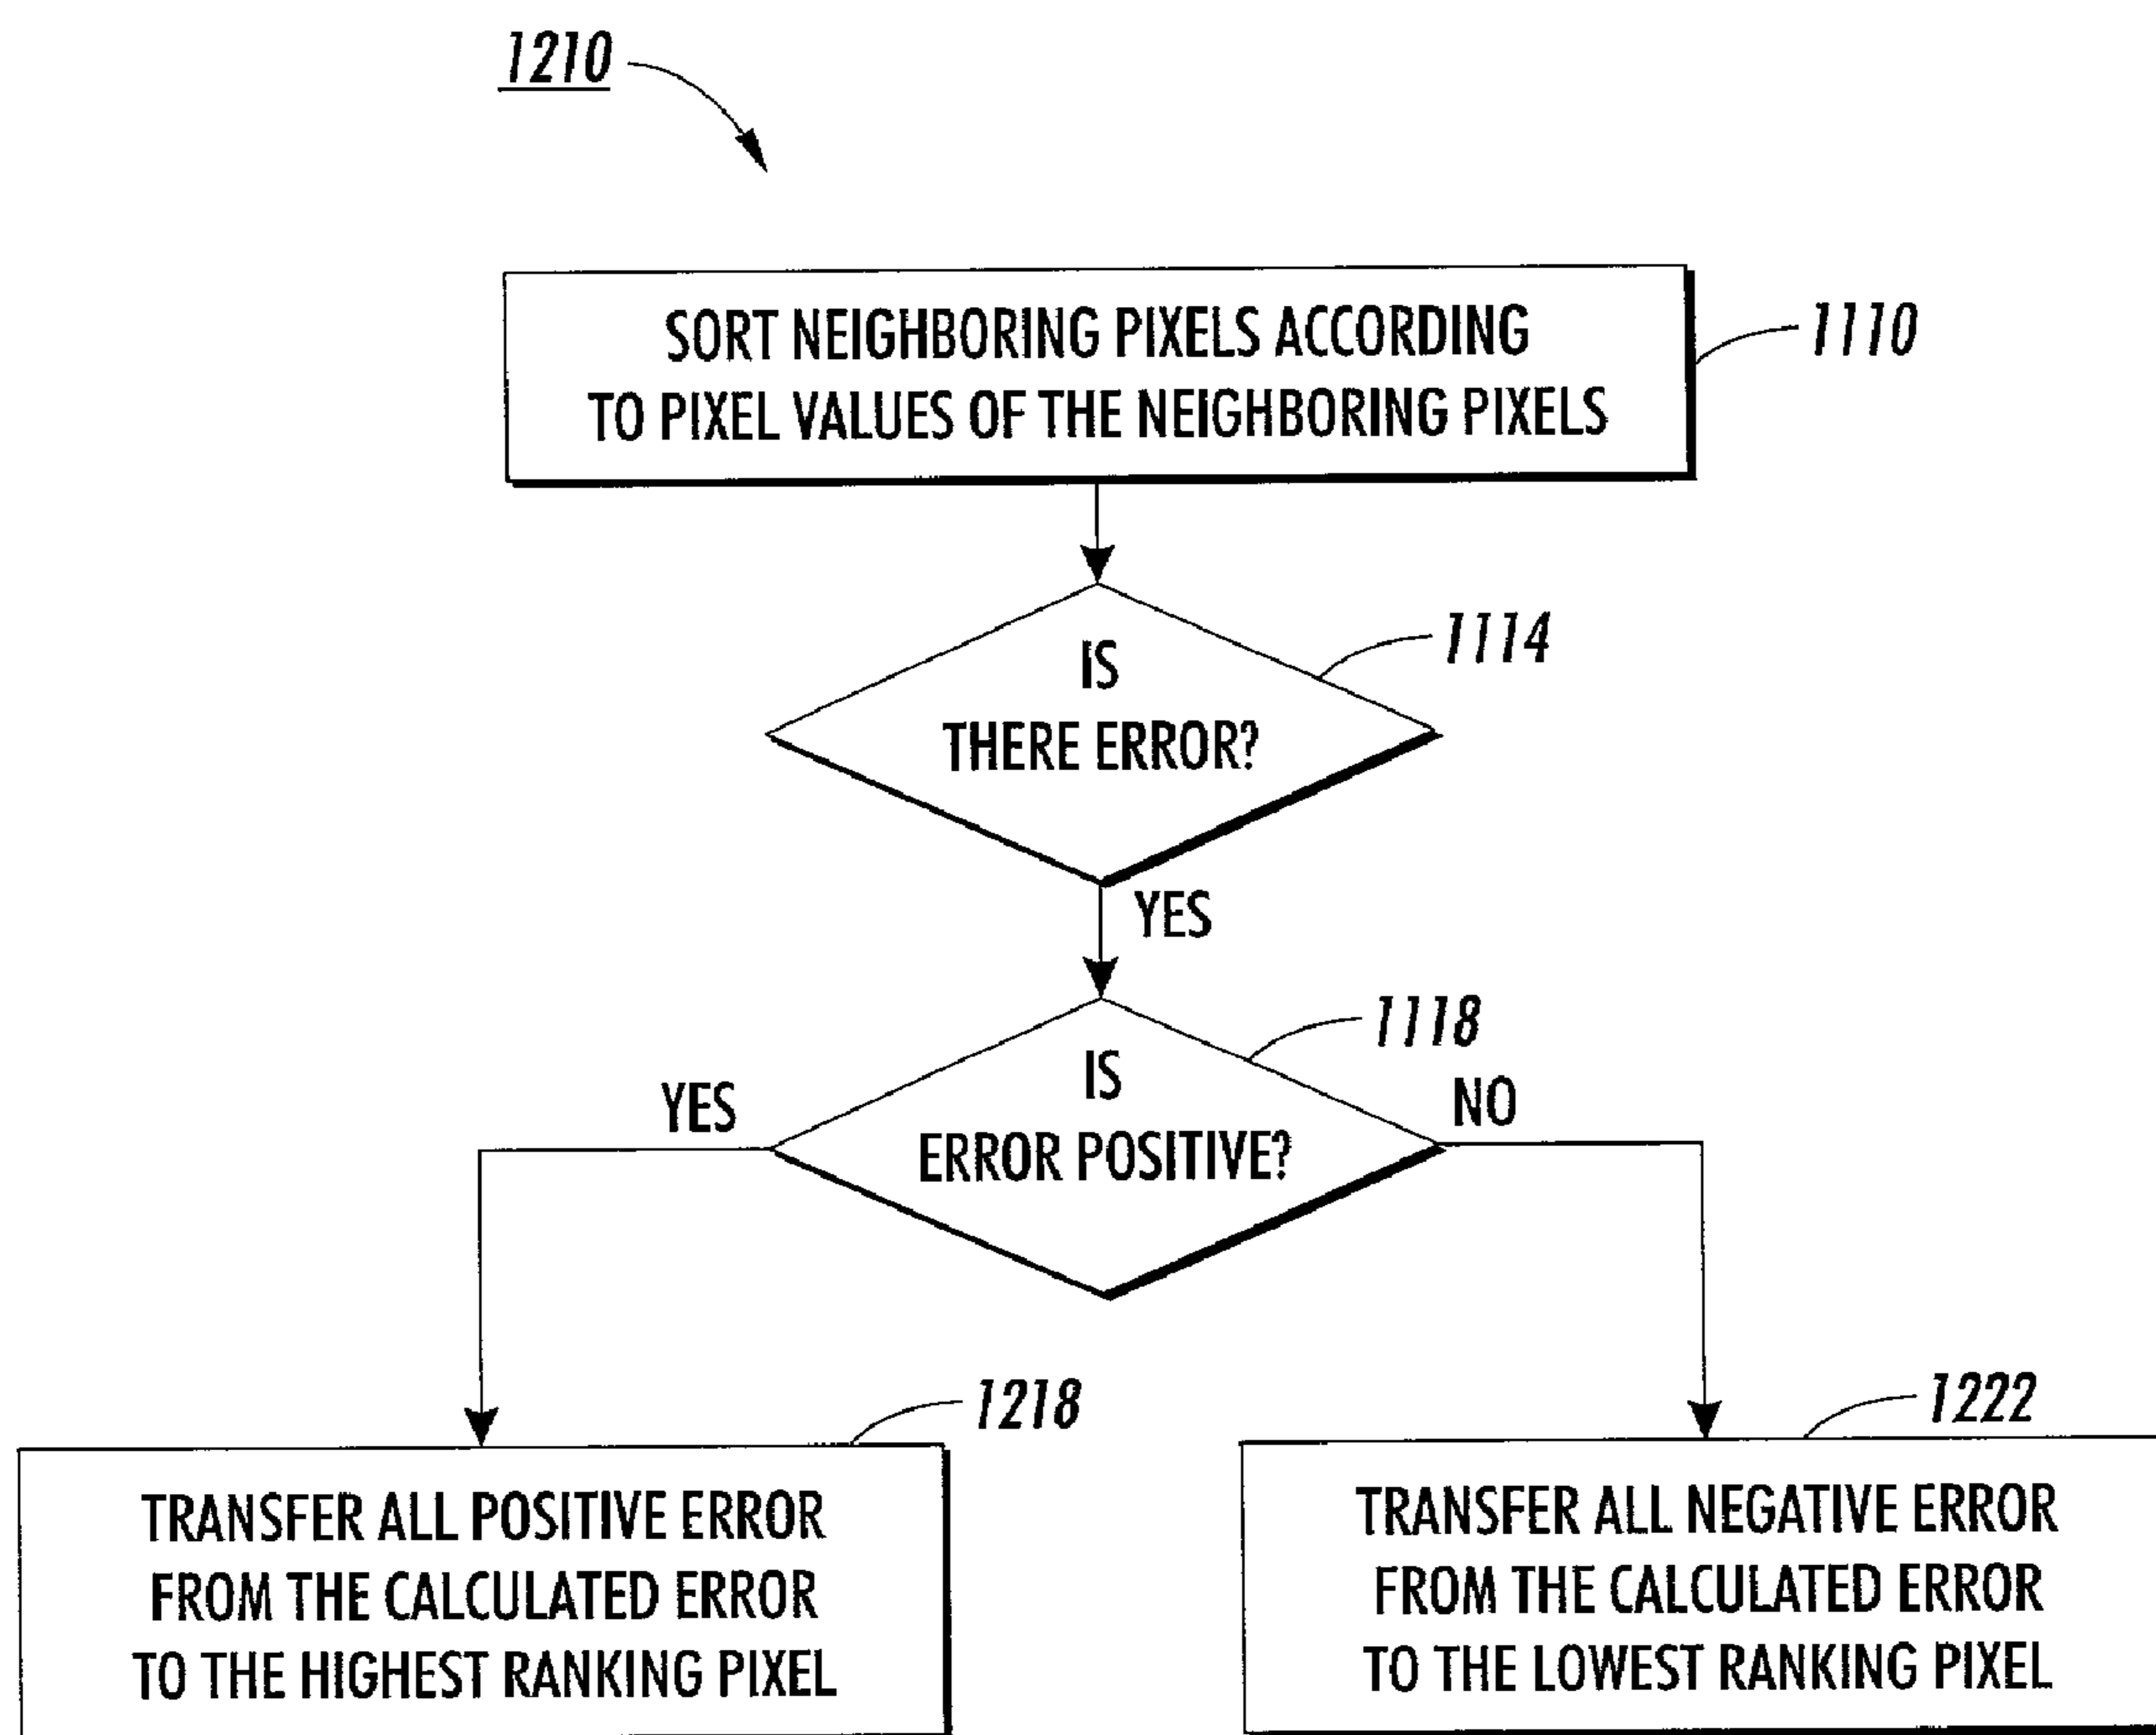 1210
SORT NEIGHBORING PIXELS ACCORDING
TO PIXEL VALUES OF THE NEIGHBORING PIXELS
1110
IS
THERE ERROR?
1114
YES
IS
ERROR POSITIVE?
1118
YES
NO
1218
TRANSFER ALL POSITIVE ERROR
FROM THE CALCULATED ERROR
TO THE HIGHEST RANKING PIXEL
1222
TRANSFER ALL NEGATIVE ERROR
FROM THE CALCULATED ERROR
TO THE LOWEST RANKING PIXEL